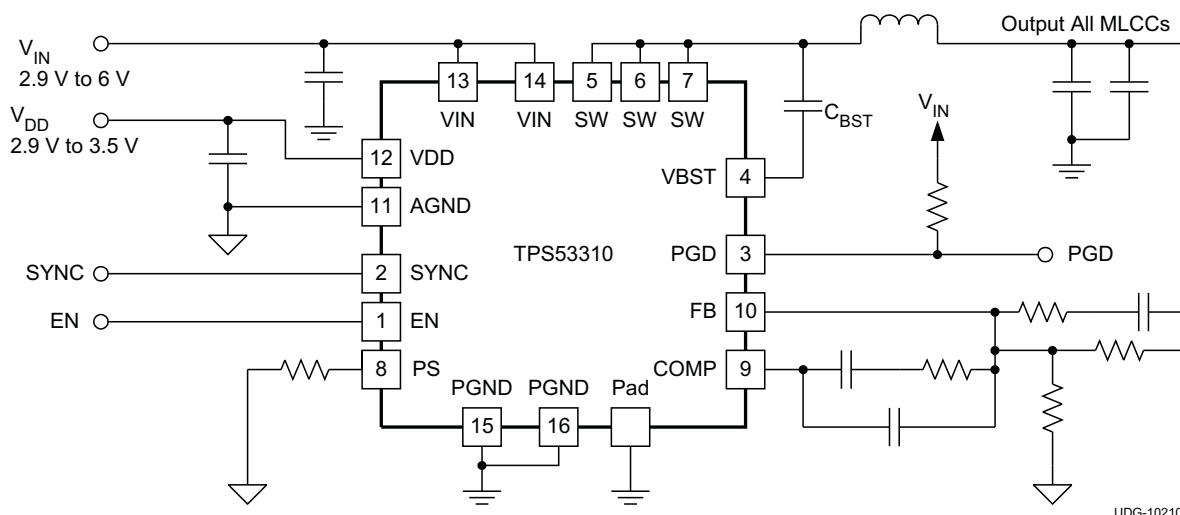 Output All MLCCs
V_IN
2.9 V to 6 V
13 14 5 6 7
VIN VIN SW SW SW
C_BST
V_IN
V_DD
2.9 V to 3.5 V
12 VDD
VBST 4
11 AGND
TPS53310
PGD 3
PGD
SYNC
2 SYNC
EN
1 EN
FB 10
8 PS
COMP 9
PGND PGND Pad
15 16
UDG-10210